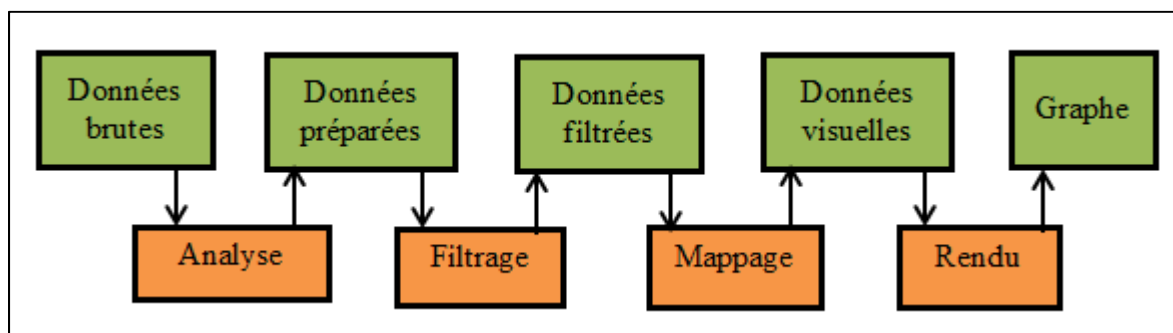 Données
brutes
Données
préparées
Données
filtrées
Données
visuelles
Graphe
Analyse
Filtrage
Mappage
Rendu